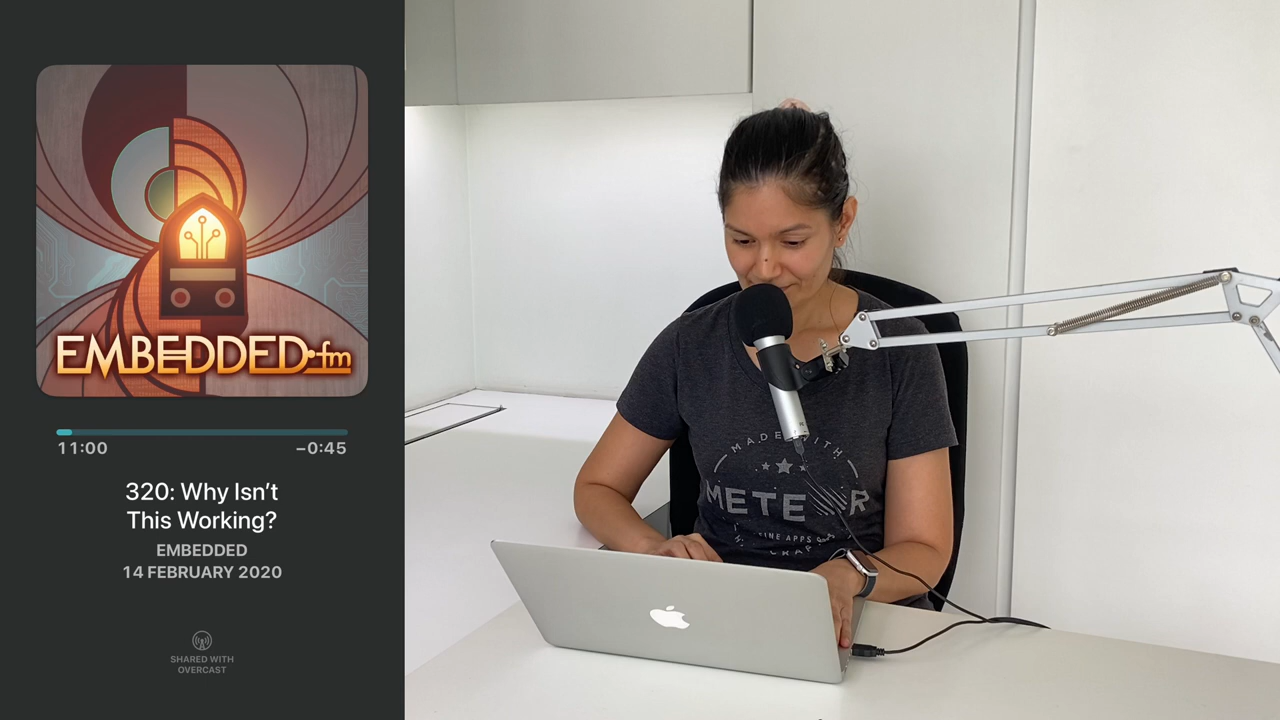 EMBEDDED.fm
11:00
−0:45
320: Why Isn’t
This Working?
EMBEDDED
14 FEBRUARY 2020
SHARED WITH
OVERCAST
MADE WITH
METE R